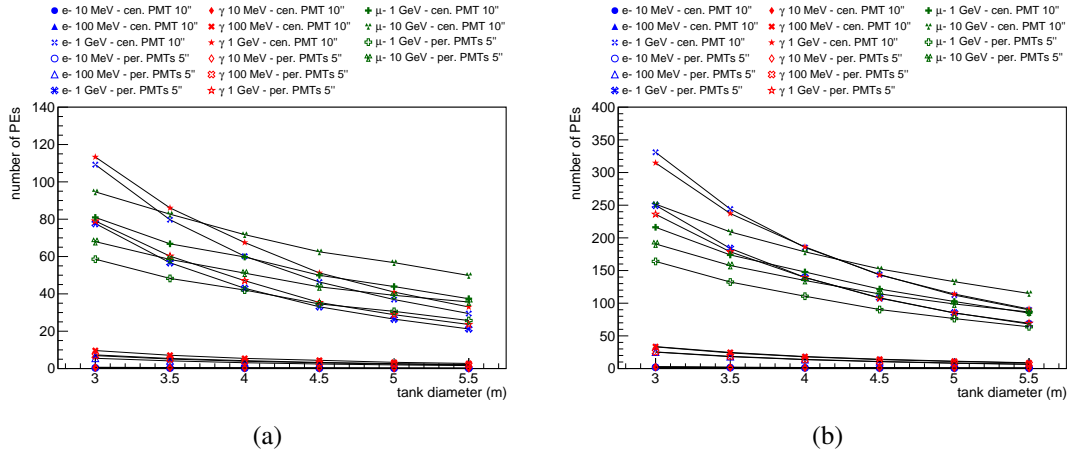 e- 10 MeV - cen. PMT 10" γ 10 MeV - cen. PMT 10" μ- 1 GeV - cen. PMT 10"
e- 100 MeV - cen. PMT 10" γ 100 MeV - cen. PMT 10" μ- 10 GeV - cen. PMT 10"
e- 1 GeV - cen. PMT 10" γ 1 GeV - cen. PMT 10" μ- 1 GeV - per. PMTs 5"
e- 10 MeV - per. PMTs 5" γ 10 MeV - per. PMTs 5" μ- 10 GeV - per. PMTs 5"
e- 100 MeV - per. PMTs 5" γ 100 MeV - per. PMTs 5"
e- 1 GeV - per. PMTs 5" γ 1 GeV - per. PMTs 5"
number of PEs
140
120
100
80
60
40
20
0
3 3.5 4 4.5 5 5.5
tank diameter (m)
(a)
e- 10 MeV - cen. PMT 10" γ 10 MeV - cen. PMT 10" μ- 1 GeV - cen. PMT 10"
e- 100 MeV - cen. PMT 10" γ 100 MeV - cen. PMT 10" μ- 10 GeV - cen. PMT 10"
e- 1 GeV - cen. PMT 10" γ 1 GeV - cen. PMT 10" μ- 1 GeV - per. PMTs 5"
e- 10 MeV - per. PMTs 5" γ 10 MeV - per. PMTs 5" μ- 10 GeV - per. PMTs 5"
e- 100 MeV - per. PMTs 5" γ 100 MeV - per. PMTs 5"
e- 1 GeV - per. PMTs 5" γ 1 GeV - per. PMTs 5"
number of PEs
400
350
300
250
200
150
100
50
0
3 3.5 4 4.5 5 5.5
tank diameter (m)
(b)